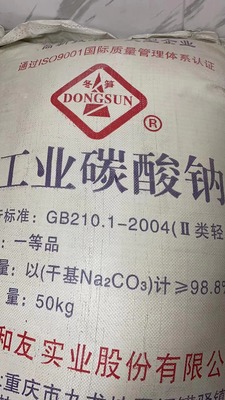 通过ISO9001国际质量管理体系认证
冬笋
DONGSUN
®
工业碳酸钠
标准：GB210.1-2004(Ⅱ类轻
：一等品
量：以(干基Na₂CO₃)计≥98.8%
量：50kg
和友实业股份有限公
重庆市九龙